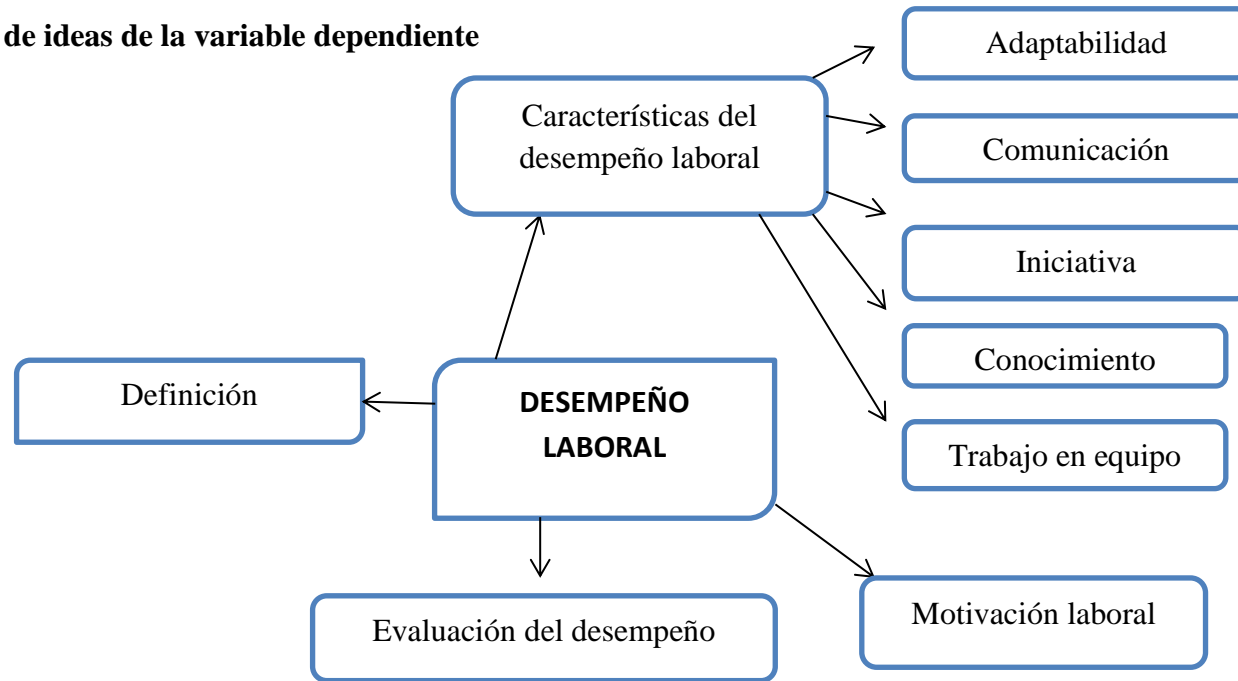 de ideas de la variable dependiente
Adaptabilidad
Características del
desempeño laboral
Comunicación
Iniciativa
Conocimiento
Definición
DESEMPEÑO
LABORAL
Trabajo en equipo
Motivación laboral
Evaluación del desempeño